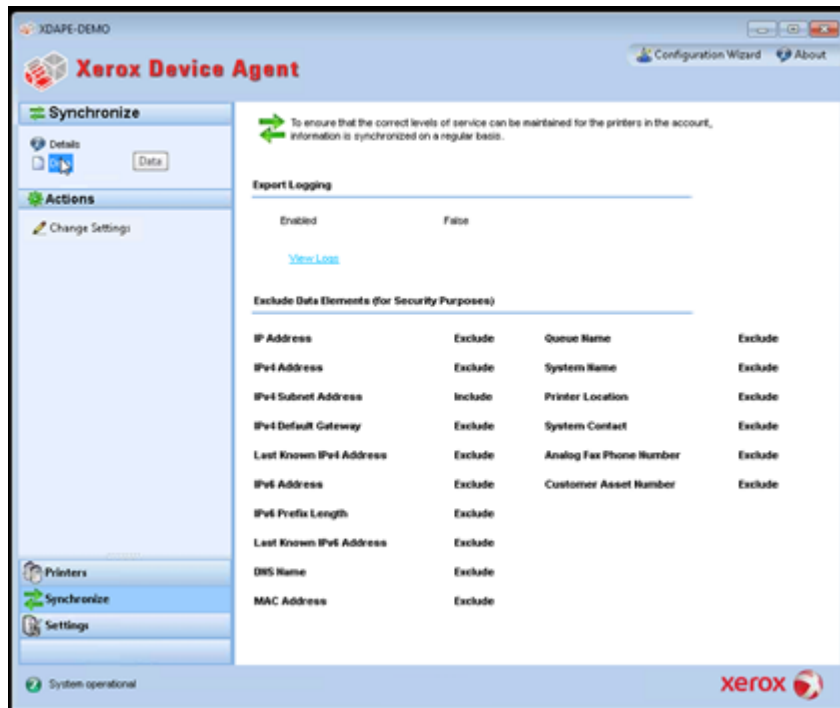 XDAPE-DEMO
Xerox Device Agent
Configuration Wizard About
Synchronize
Details
Data
Actions
Change Settings
To ensure that the correct levels of service can be maintained for the printers in the account,
information is synchronized on a regular basis.
Export Logging
Enabled False
View Logs
Exclude Data Elements (for Security Purposes)
IP Address Exclude Queue Name Exclude
IPv4 Address Exclude System Name Exclude
IPv4 Subnet Address Include Printer Location Exclude
IPv4 Default Gateway Exclude System Contact Exclude
Last Known IPv4 Address Exclude Analog Fax Phone Number Exclude
IPv6 Address Exclude Customer Asset Number Exclude
IPv6 Prefix Length Exclude
Last Known IPv6 Address Exclude
DNS Name Exclude
MAC Address Exclude
Printers
Synchronize
Settings
System operational
xerox